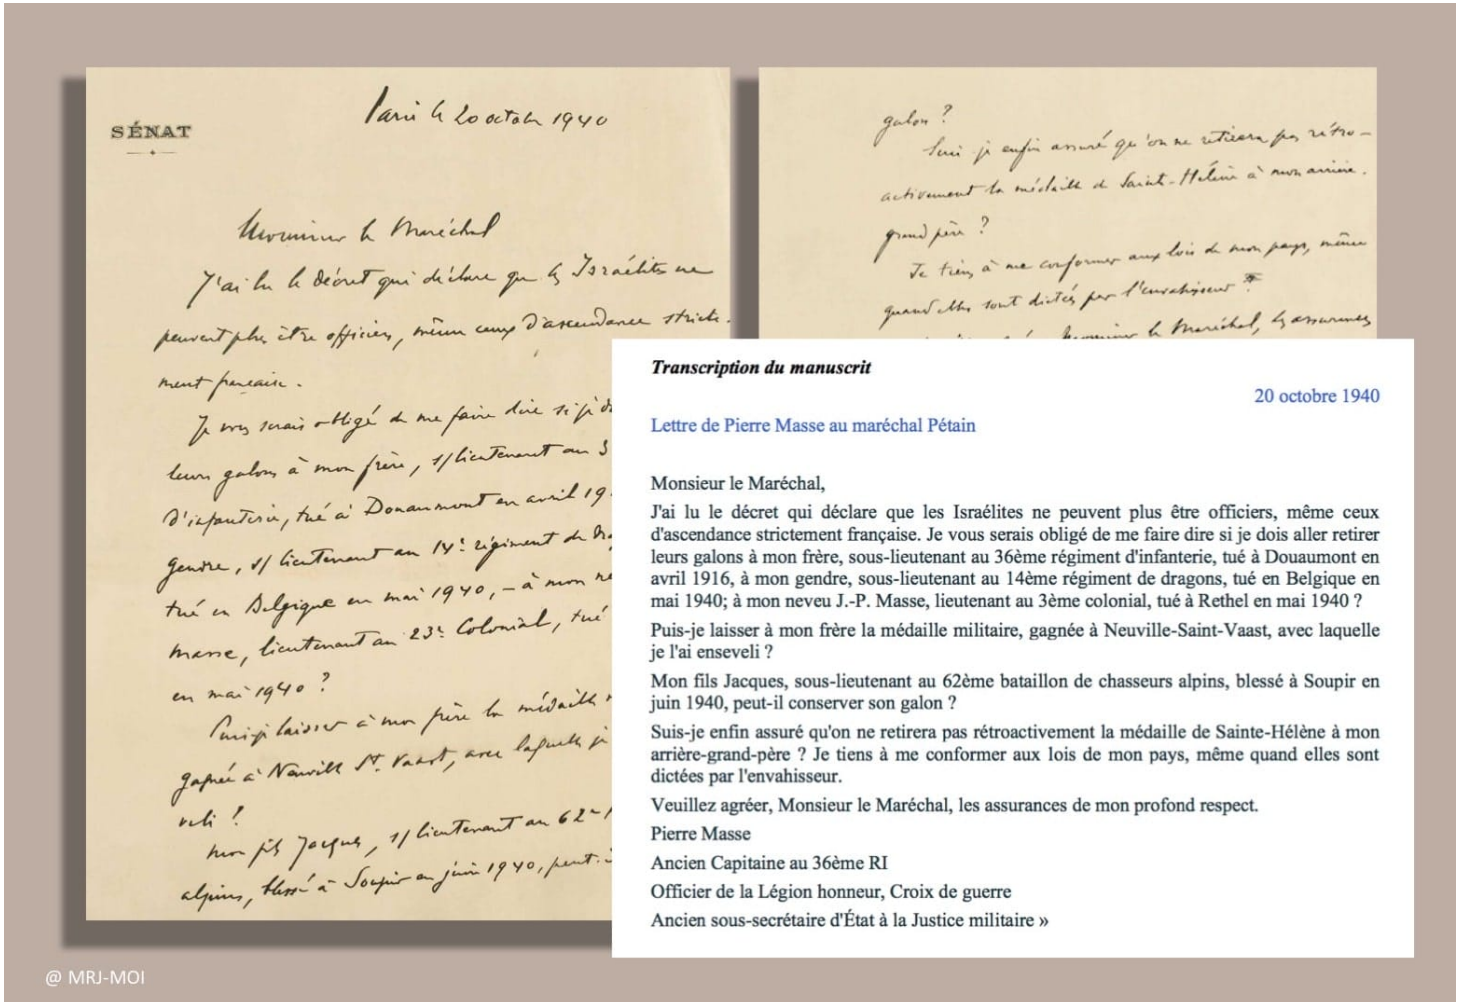 SÉNAT
Paris le 20 octobre 1940
Monsieur le Maréchal
J'ai lu le décret qui déclare que les Israélites ne
peuvent plus être officiers, même ceux d'ascendance stricte-
ment française.
Je vous serais obligé de me faire dire si je
leurs galons à mon frère, s/lieutenant au 3
d'infanterie, tué à Douaumont en avril 19
gendre, s/lieutenant au 14e régiment de
tué en Belgique en mai 1940, – à mon ne
Masse, lieutenant au 23e Colonial, tué
en mai 1940 ?
Puis-je laisser à mon frère la médaille
gagnée à Neuville St. Vaast, avec laquelle je
veli ?
Mon fils Jacques, s/lieutenant au 62e
alpins, blessé à Soupir en juin 1940, peut-
galon ?
Suis-je enfin assuré qu'on ne retirera pas rétro-
activement la médaille de Sainte-Hélène à mon arrière-
grand père ?
Je tiens à me conformer aux lois de mon pays, même
quand elles sont dictées par l'envahisseur
Monsieur le Maréchal, les assurances
Transcription du manuscrit
20 octobre 1940
Lettre de Pierre Masse au maréchal Pétain
Monsieur le Maréchal,
J'ai lu le décret qui déclare que les Israélites ne peuvent plus être officiers, même ceux
d'ascendance strictement française. Je vous serais obligé de me faire dire si je dois aller retirer
leurs galons à mon frère, sous-lieutenant au 36ème régiment d'infanterie, tué à Douaumont en
avril 1916, à mon gendre, sous-lieutenant au 14ème régiment de dragons, tué en Belgique en
mai 1940; à mon neveu J.-P. Masse, lieutenant au 3ème colonial, tué à Rethel en mai 1940 ?
Puis-je laisser à mon frère la médaille militaire, gagnée à Neuville-Saint-Vaast, avec laquelle
je l'ai enseveli ?
Mon fils Jacques, sous-lieutenant au 62ème bataillon de chasseurs alpins, blessé à Soupir en
juin 1940, peut-il conserver son galon ?
Suis-je enfin assuré qu'on ne retirera pas rétroactivement la médaille de Sainte-Hélène à mon
arrière-grand-père ? Je tiens à me conformer aux lois de mon pays, même quand elles sont
dictées par l'envahisseur.
Veuillez agréer, Monsieur le Maréchal, les assurances de mon profond respect.
Pierre Masse
Ancien Capitaine au 36ème RI
Officier de la Légion honneur, Croix de guerre
Ancien sous-secrétaire d'État à la Justice militaire »
@ MRJ-MOI